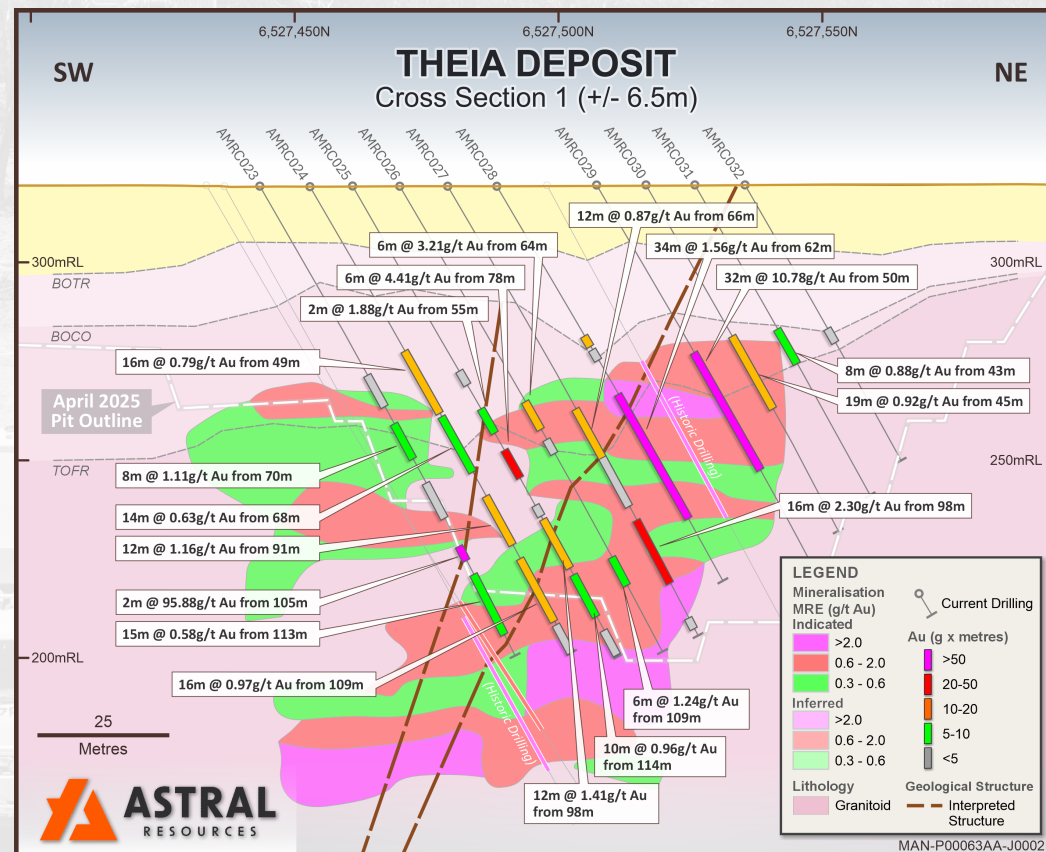 6,527,450N
6,527,500N
6,527,550N
THEIA DEPOSIT
Cross Section 1 (+/- 6.5m)
SW
NE
AMRC023
AMRC024
AMRC025
AMRC026
AMRC027
AMRC028
AMRC029
AMRC030
AMRC031
AMRC032
12m @ 0.87g/t Au from 66m
6m @ 3.21g/t Au from 64m
34m @ 1.56g/t Au from 62m
300mRL
300mRL
6m @ 4.41g/t Au from 78m
32m @ 10.78g/t Au from 50m
BOTR
2m @ 1.88g/t Au from 55m
BOCO
16m @ 0.79g/t Au from 49m
8m @ 0.88g/t Au from 43m
19m @ 0.92g/t Au from 45m
April 2025
Pit Outline
(Historic Drilling)
TOFR
250mRL
8m @ 1.11g/t Au from 70m
14m @ 0.63g/t Au from 68m
16m @ 2.30g/t Au from 98m
12m @ 1.16g/t Au from 91m
2m @ 95.88g/t Au from 105m
15m @ 0.58g/t Au from 113m
200mRL
16m @ 0.97g/t Au from 109m
(Historic Drilling)
6m @ 1.24g/t Au
from 109m
10m @ 0.96g/t Au
from 114m
12m @ 1.41g/t Au
from 98m
25
Metres
ASTRAL
RESOURCES
LEGEND
Mineralisation
MRE (g/t Au)
Indicated
>2.0
0.6 - 2.0
0.3 - 0.6
Inferred
>2.0
0.6 - 2.0
0.3 - 0.6
Lithology
Granitoid
Current Drilling
Au (g x metres)
>50
20-50
10-20
5-10
<5
Geological Structure
Interpreted
Structure
MAN-P00063AA-J0002